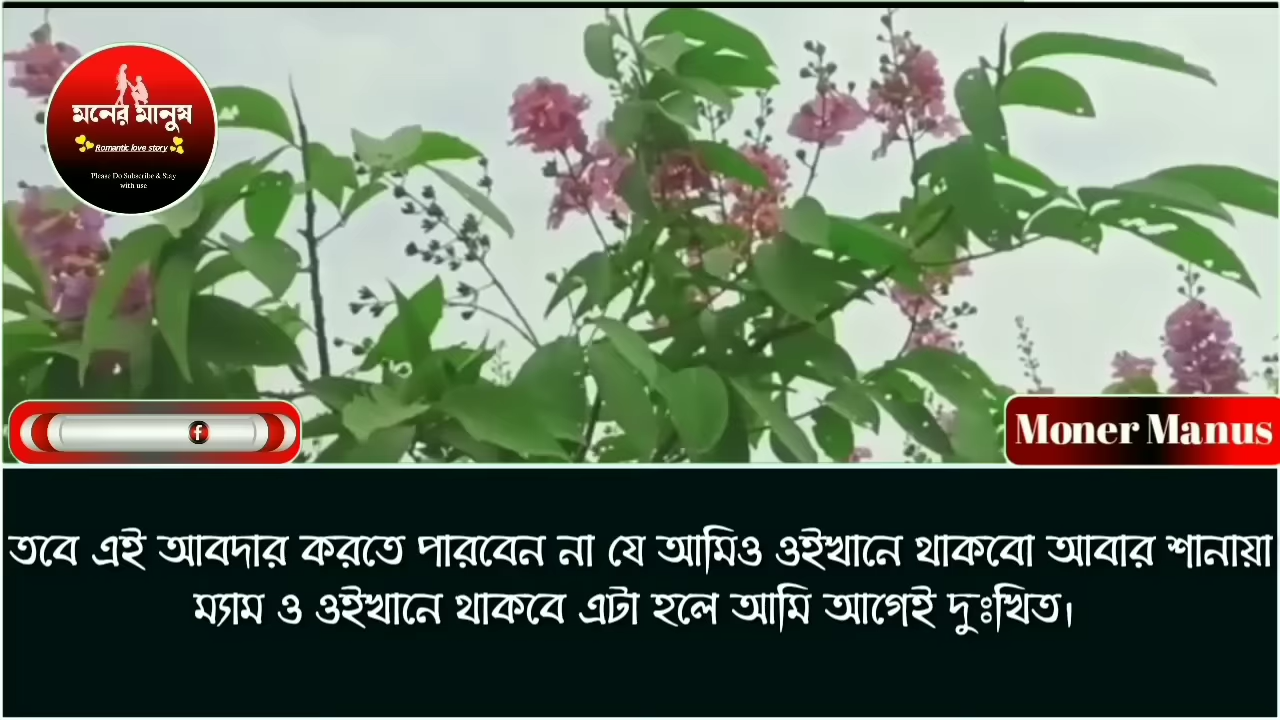 মনের মানুষ
Romantic love story
Please Do Subscribe & Stay
with use
f
Moner Manus
তবে এই আবদার করতে পারবেন না যে আমিও ওইখানে থাকবো আবার শানায়া
ম্যাম ও ওইখানে থাকবে এটা হলে আমি আগেই দুঃখিত।